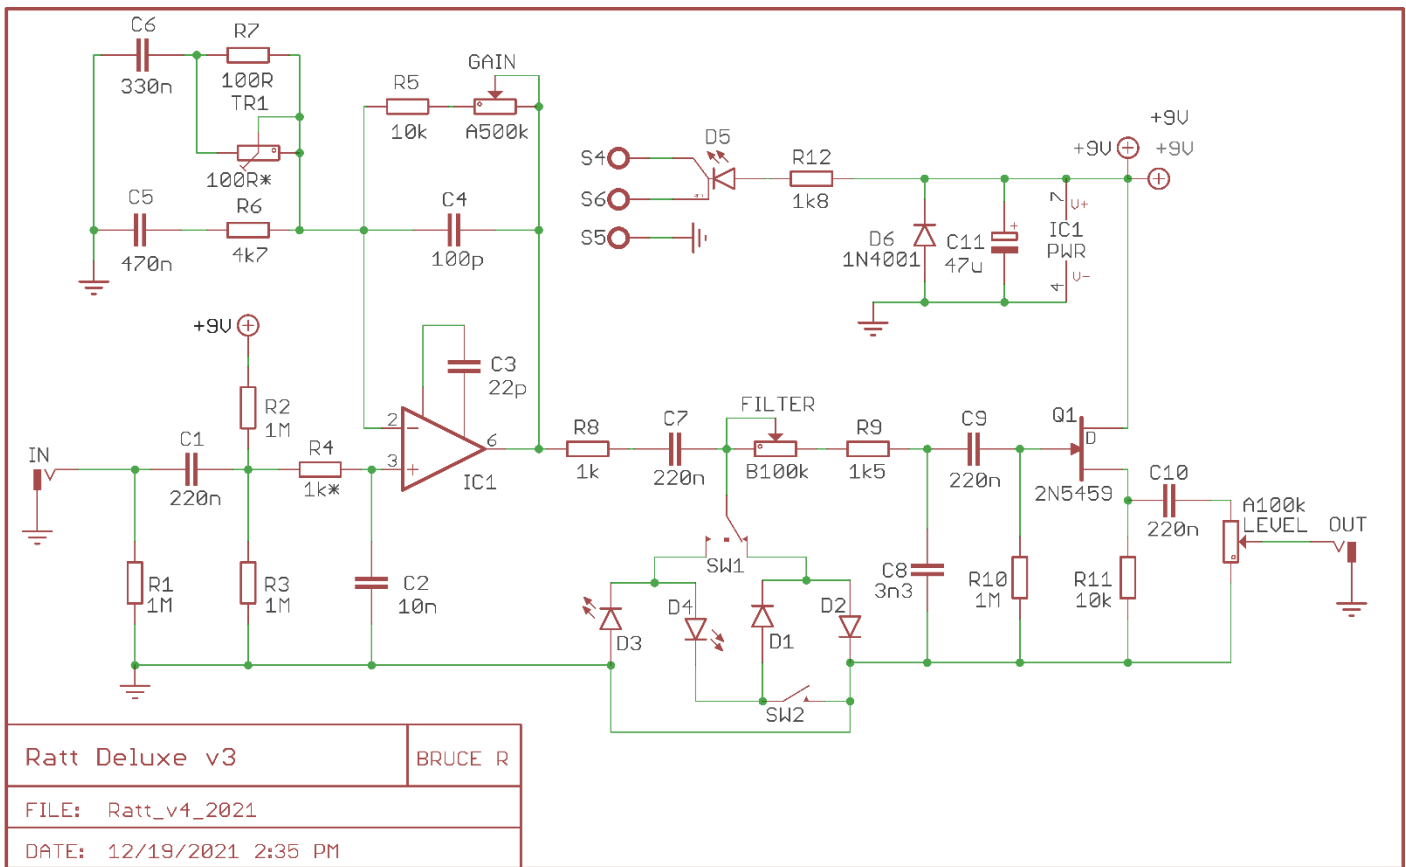 C6
330n
R7
100R
TR1
100R*
C5
470n
R6
4k7
R5
10k
GAIN
A500k
C4
100p
S4
S6
S5
D5
R12
1k8
+9V
+9V
+9V
D6
1N4001
C11
47u
+
7
V+
IC1
PWR
4
V-
+9V
R2
1M
IN
C1
220n
R4
1k*
C3
22p
2
3
6
IC1
R8
1k
C7
220n
FILTER
B100k
R9
1k5
C9
220n
Q1
D
2N5459
C10
220n
A100k
LEVEL
OUT
R1
1M
R3
1M
C2
10n
SW1
D3
D4
D1
D2
SW2
C8
3n3
R10
1M
R11
10k
Ratt Deluxe v3
BRUCE R
FILE: Ratt_v4_2021
DATE: 12/19/2021 2:35 PM